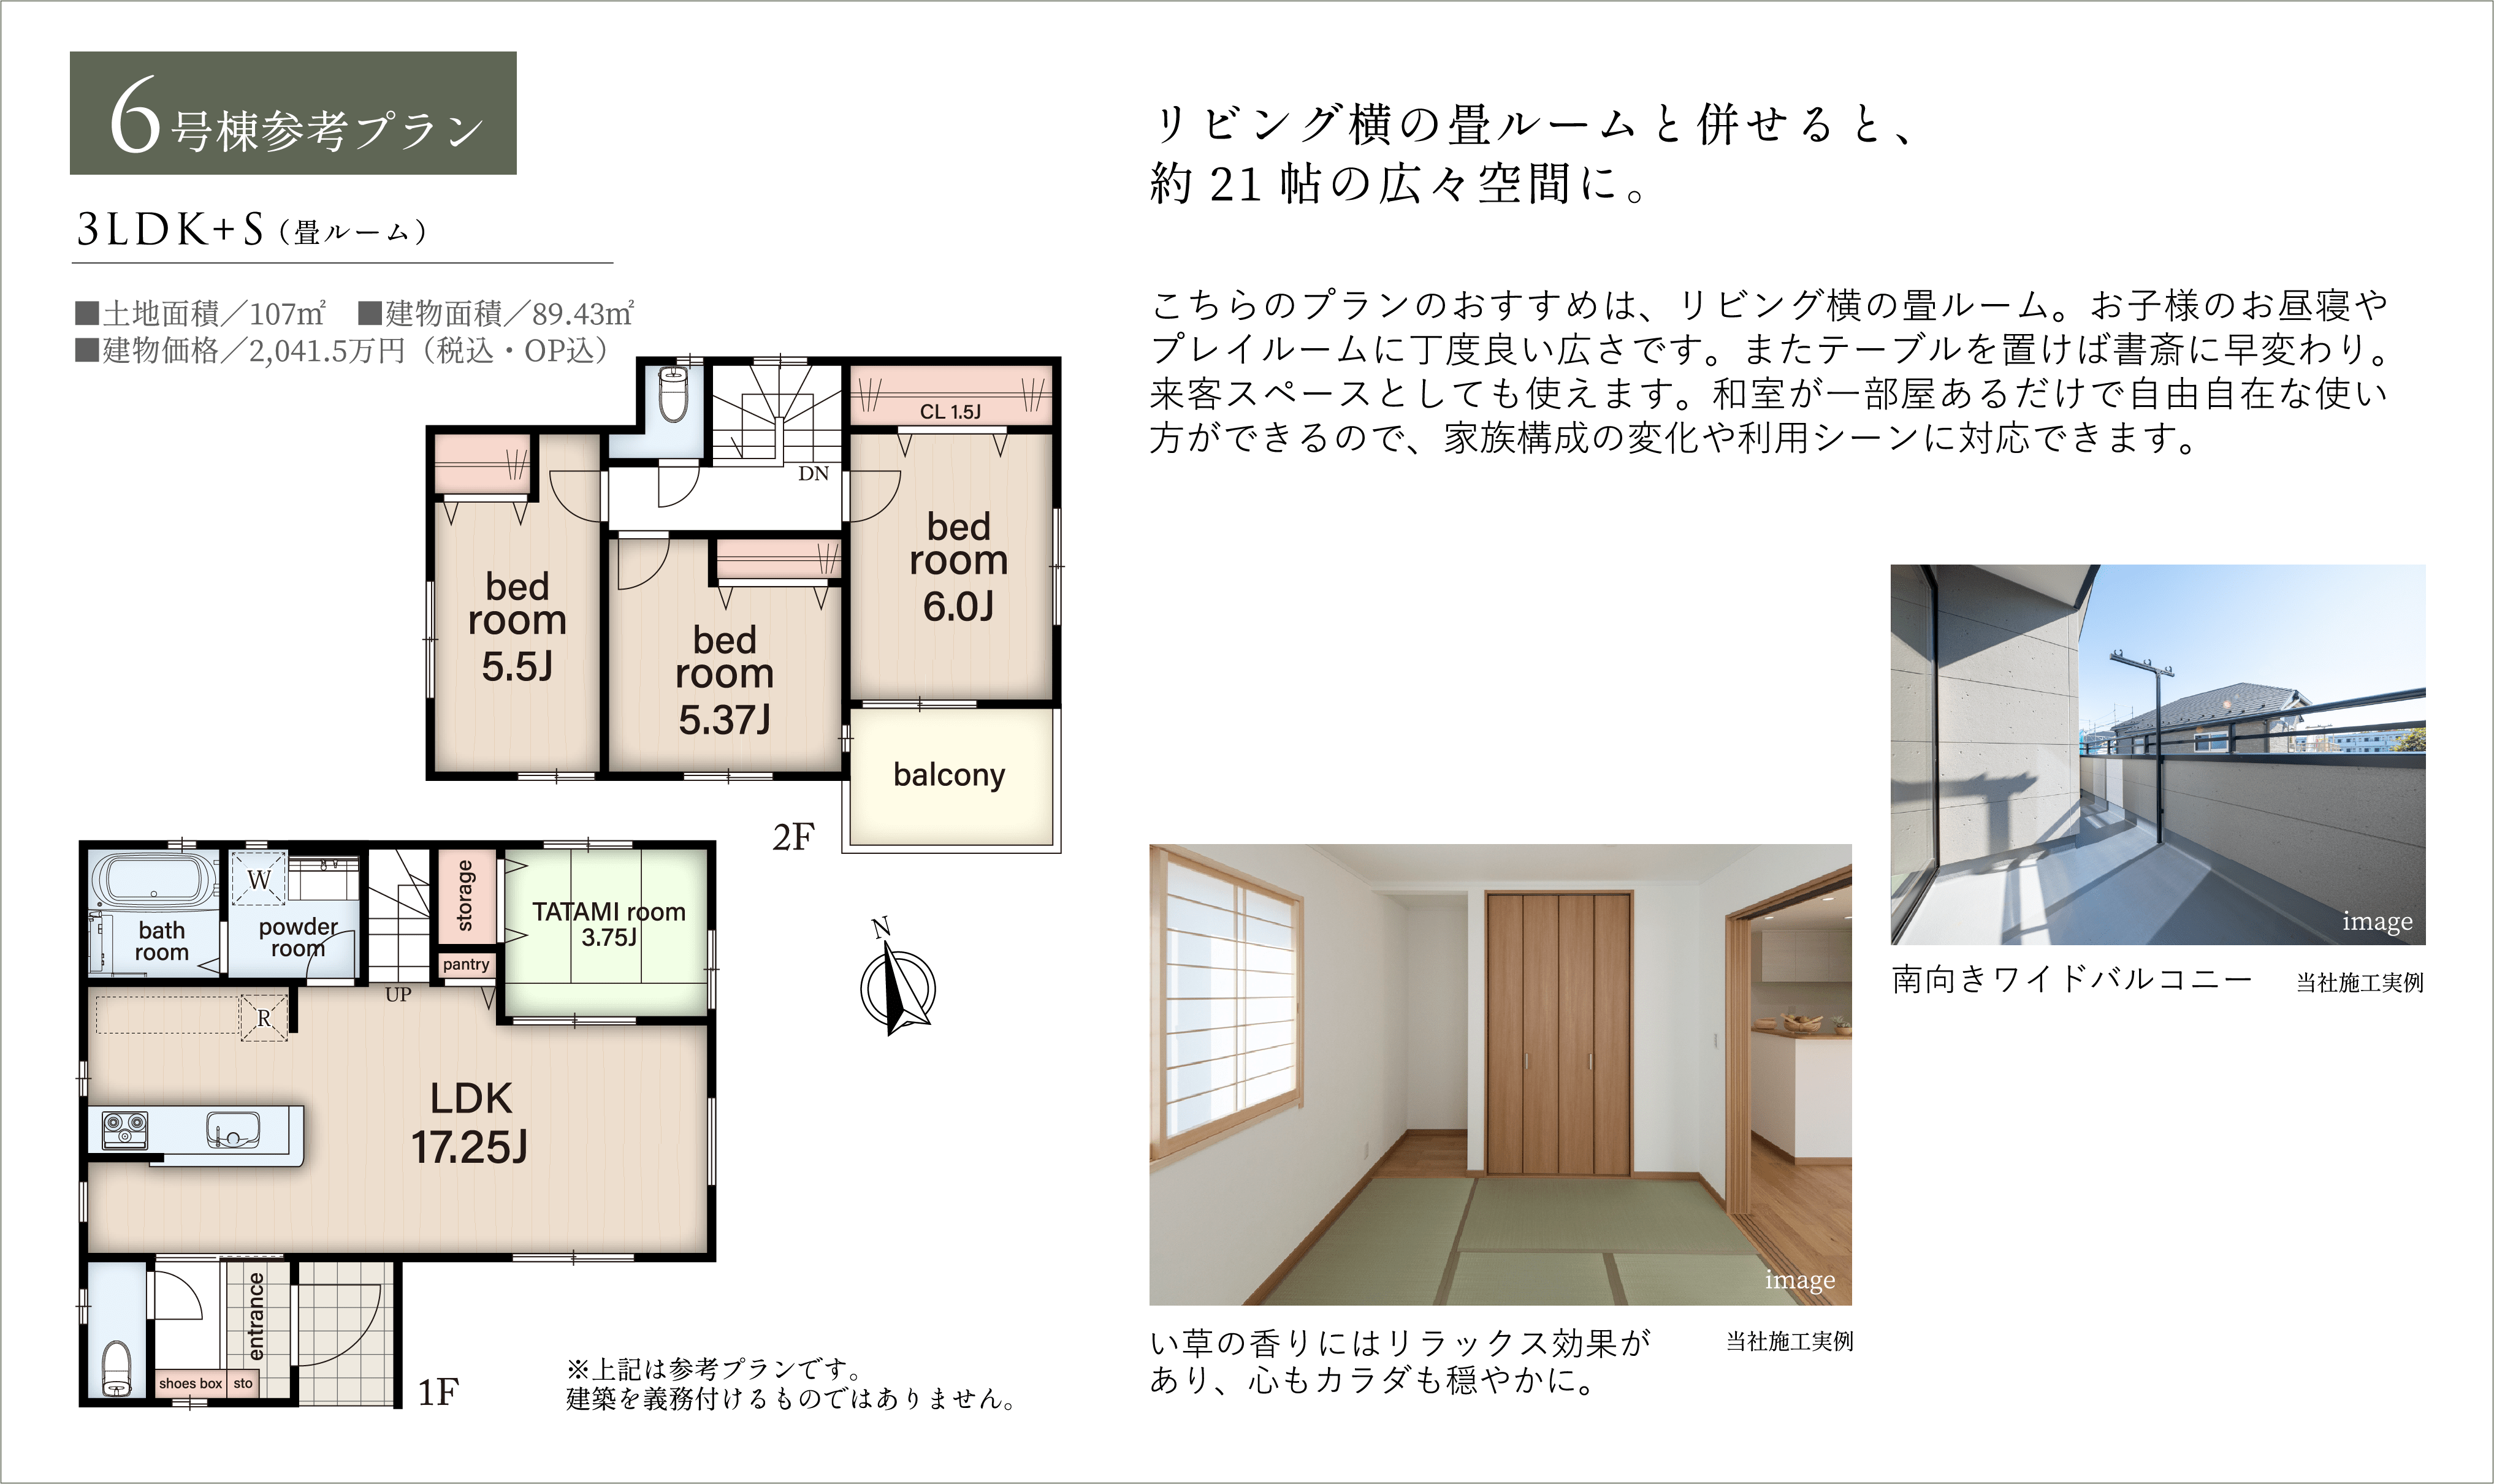 6号棟参考プラン
3LDK+S（畳ルーム）
■土地面積／107㎡　■建物面積／89.43㎡
■建物価格／2,041.5万円（税込・OP込）
リビング横の畳ルームと併せると、
約21帖の広々空間に。
こちらのプランのおすすめは、リビング横の畳ルーム。お子様のお昼寝や
プレイルームに丁度良い広さです。またテーブルを置けば書斎に早変わり。
来客スペースとしても使えます。和室が一部屋あるだけで自由自在な使い
方ができるので、家族構成の変化や利用シーンに対応できます。
CL 1.5J
DN
bed
room
5.5J
bed
room
5.37J
bed
room
6.0J
balcony
2F
bath
room
W
powder
room
UP
storage
pantry
TATAMI room
3.75J
R
LDK
17.25J
entrance
shoes box
sto
1F
N
※上記は参考プランです。
建築を義務付けるものではありません。
image
い草の香りにはリラックス効果が
あり、心もカラダも穏やかに。
当社施工実例
image
南向きワイドバルコニー
当社施工実例